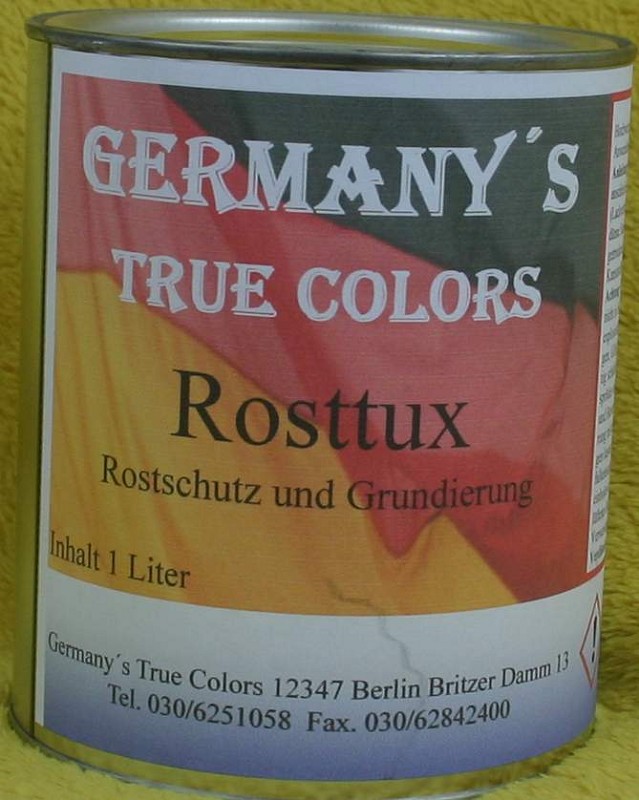 GERMANY´S
TRUE COLORS
Rosttux
Rostschutz und Grundierung
Inhalt 1 Liter
Germany´s True Colors 12347 Berlin Britzer Damm 13
Tel. 030/6251058 Fax. 030/62842400